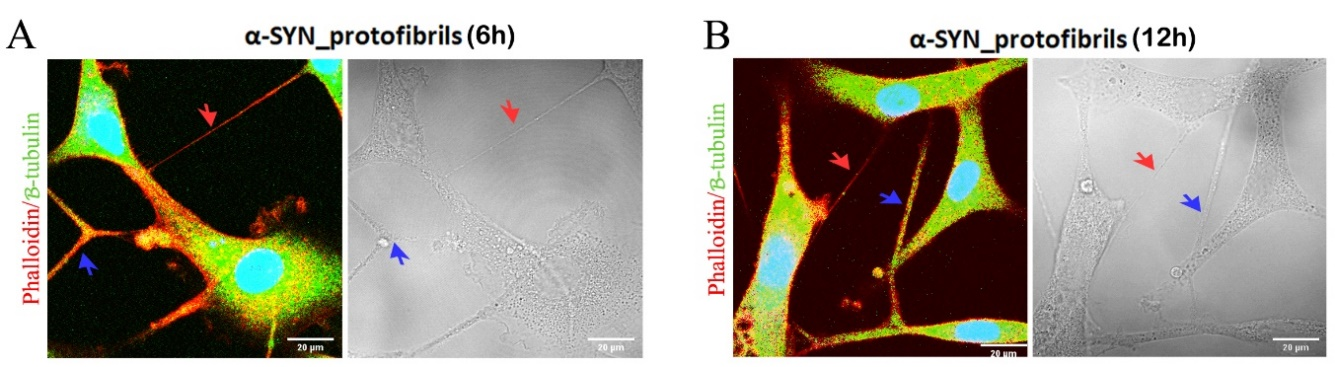 A
α-SYN_protofibrils (6h)
Phalloidin/ℬ-tubulin
20 μm
20 μm
B
α-SYN_protofibrils (12h)
Phalloidin/ℬ-tubulin
20 μm
20 μm